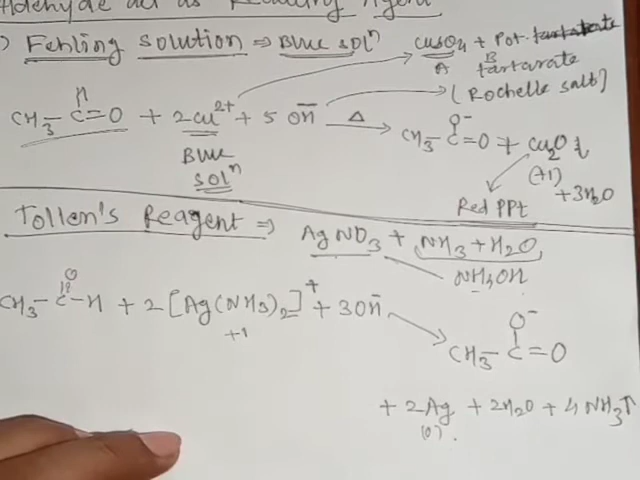 Aldehyde act as Reducing Agent
) Fehling solution ⇒ Blue solⁿ
CuSO4 + Pot. tartarate
A B
(Rochelle salt)
H
CH3-C=O + 2Cu²⁺ + 5 OH⁻ Δ→ CH3-C=O + Cu2O ↓
O⁻
Blue
solⁿ
(+1)
+3H2O
Red PPt
Tollen's Reagent ⇒ AgNO3 + NH3 + H2O
NH4OH
O
CH3-C-H + 2[Ag(NH3)2]⁺ + 3OH⁻
+1
O⁻
CH3-C=O
+ 2Ag + 2H2O + 4NH3↑
(0).